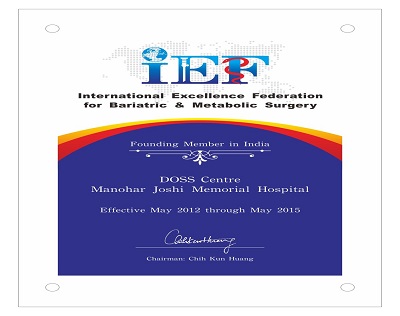 iEF
International Excellence Federation
for Bariatric & Metabolic Surgery
Founding Member in India
DOSS Centre
Manohar Joshi Memorial Hospital
Effective May 2012 through May 2015
Chairman: Chih Kun Huang